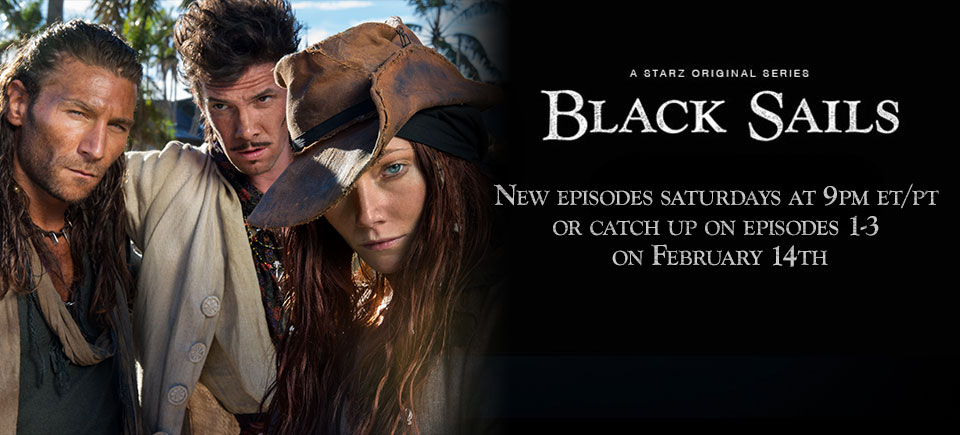 A STARZ ORIGINAL SERIES
BLACK SAILS
NEW EPISODES SATURDAYS AT 9PM ET/PT
OR CATCH UP ON EPISODES 1-3
ON FEBRUARY 14TH